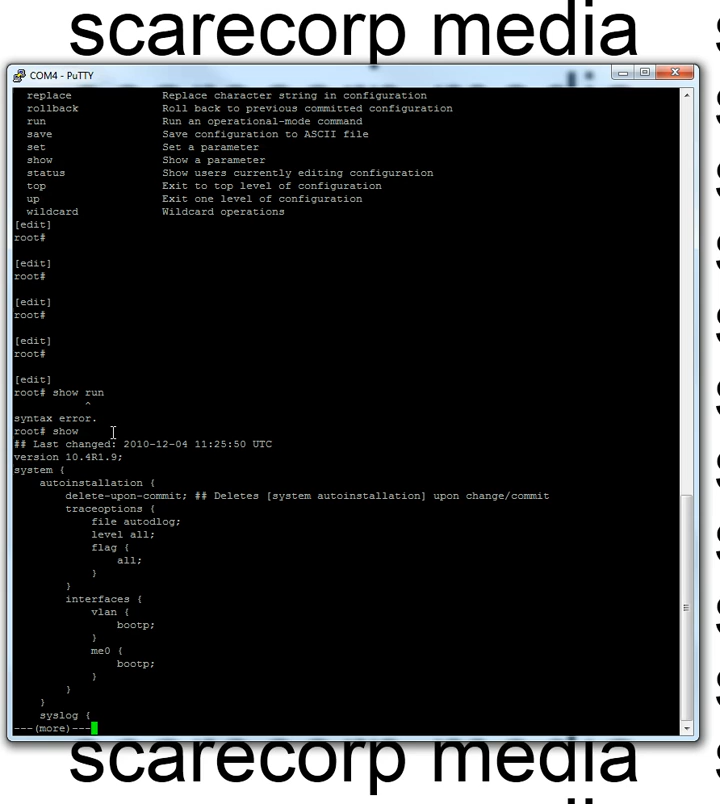 scarecorp media
COM4 - PuTTY
replace Replace character string in configuration
rollback Roll back to previous committed configuration
run Run an operational-mode command
save Save configuration to ASCII file
set Set a parameter
show Show a parameter
status Show users currently editing configuration
top Exit to top level of configuration
up Exit one level of configuration
wildcard Wildcard operations
[edit]
root#
[edit]
root#
[edit]
root#
[edit]
root#
[edit]
root# show run
^
syntax error.
root# show
## Last changed: 2010-12-04 11:25:50 UTC
version 10.4R1.9;
system {
autoinstallation {
delete-upon-commit; ## Deletes [system autoinstallation] upon change/commit
traceoptions {
file autodlog;
level all;
flag {
all;
}
}
interfaces {
vlan {
bootp;
}
me0 {
bootp;
}
}
}
syslog {
---(more)---
scarecorp media